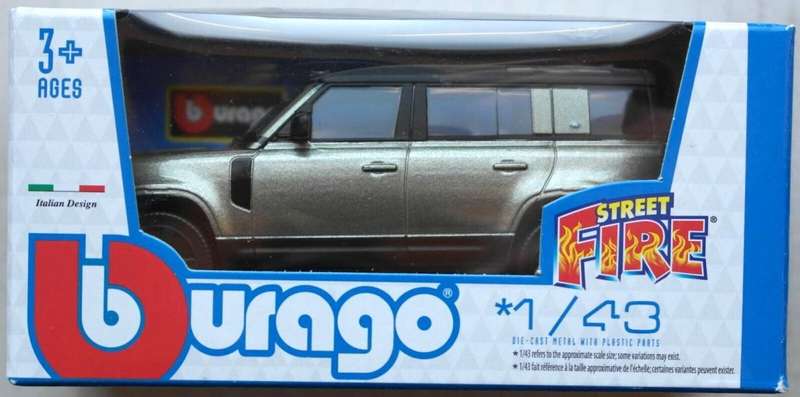 3+
AGES
burago
Italian Design
STREET
FIRE®
burago®
*1/43
DIE-CAST METAL WITH PLASTIC PARTS
* 1/43 refers to the approximate scale size; some variations may exist.
* 1/43 fait référence à la taille approximative de l'échelle; certaines variantes peuvent exister.